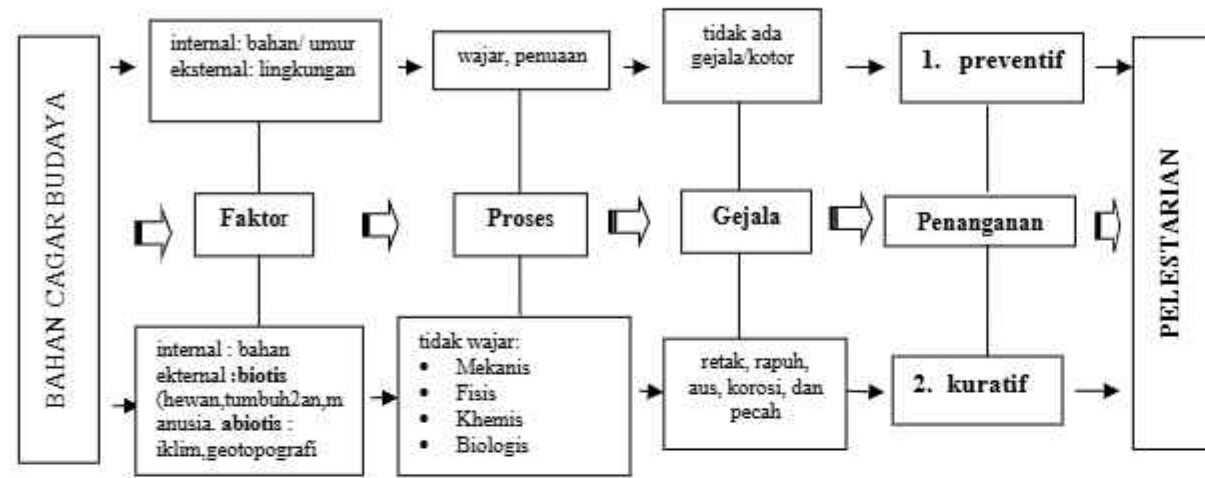 BAHAN CAGAR BUDAYA
internal: bahan/ umur
eksternal: lingkungan
wajar, penuaan
tidak ada
gejala/kotor
1. preventif
Faktor
Proses
Gejala
Penanganan
internal : bahan
ekternal :biotis
(hewan,tumbuh2an,m
anusia. abiotis :
iklim,geotopografi
tidak wajar:
• Mekanis
• Fisis
• Khemis
• Biologis
retak, rapuh,
aus, korosi, dan
pecah
2. kuratif
PELESTARIAN